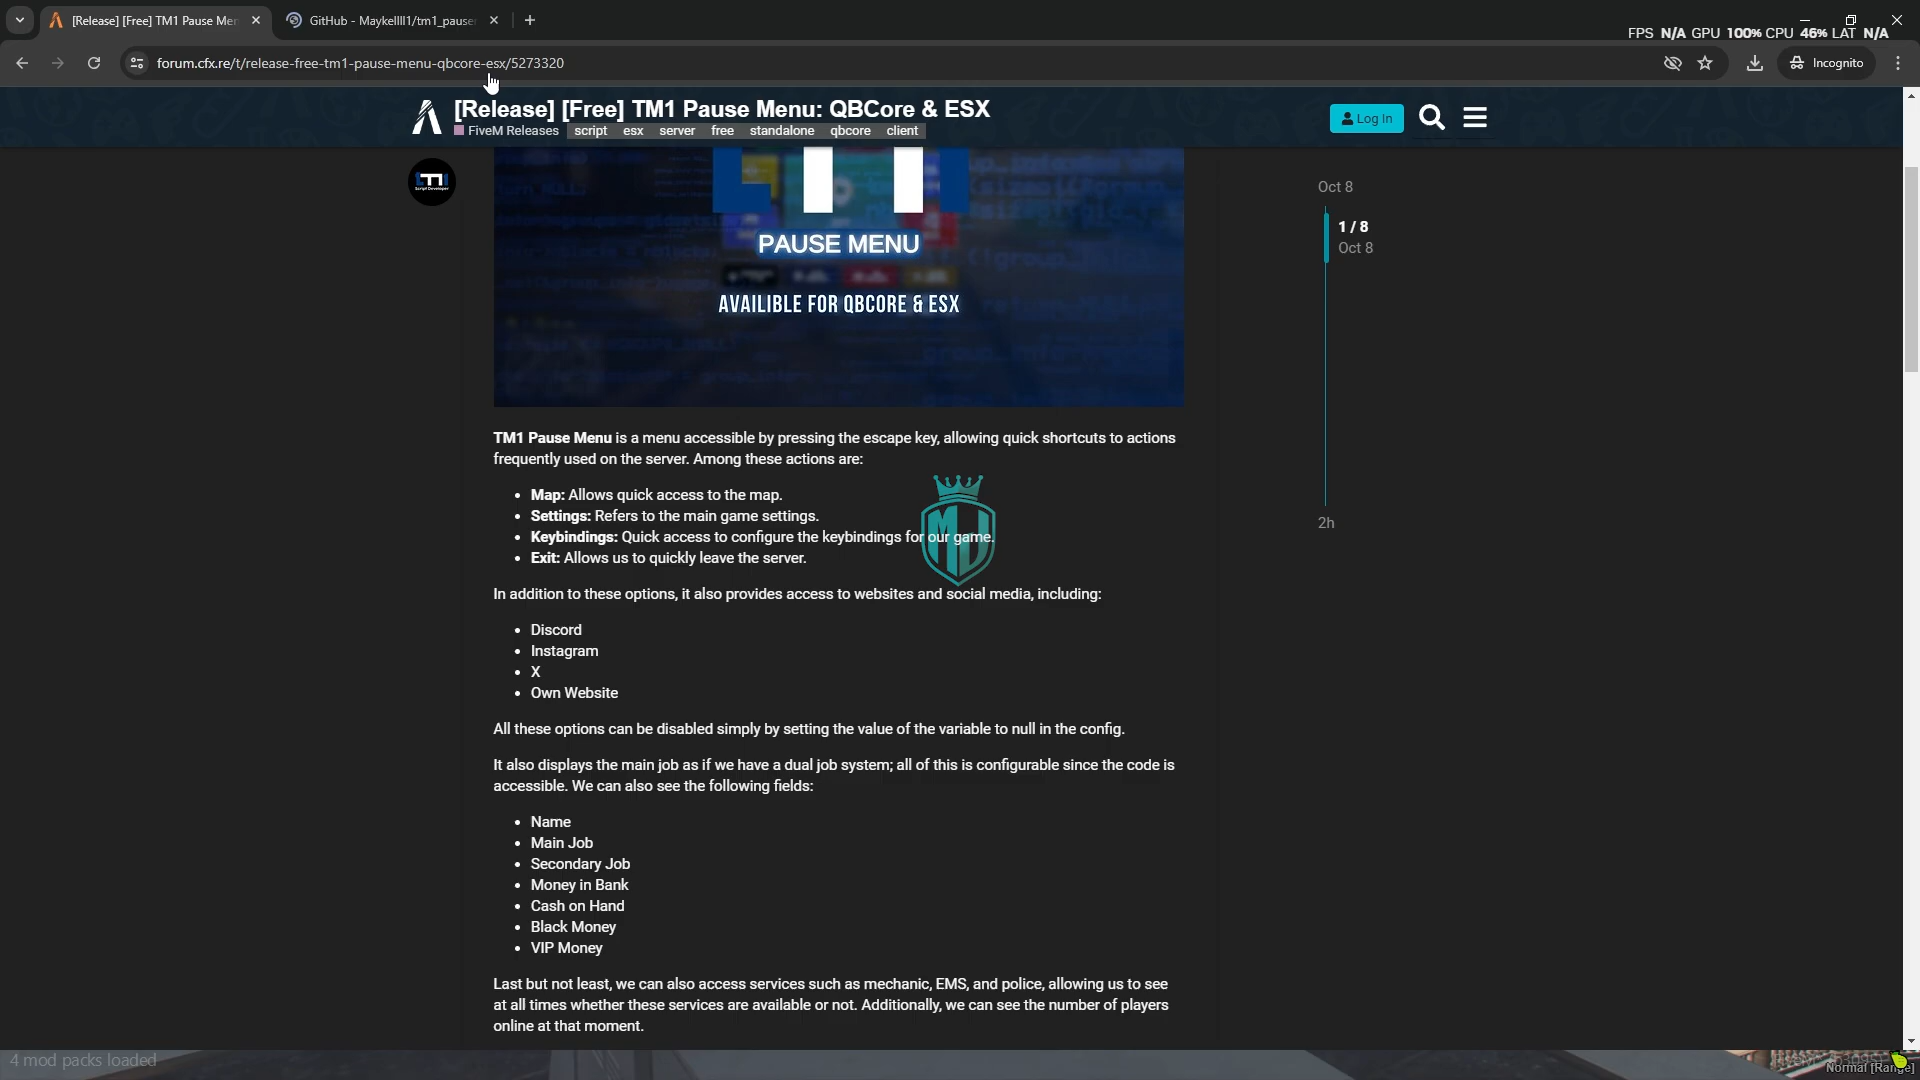 [Release] [Free] TM1 Pause Men
GitHub - Maykellll1/tm1_pause
FPS N/A GPU 100% CPU 46% LAT N/A
forum.cfx.re/t/release-free-tm1-pause-menu-qbcore-esx/5273320
Incognito
[Release] [Free] TM1 Pause Menu: QBCore & ESX
FiveM Releases script esx server free standalone qbcore client
Log In
Script Developer
Oct 8
1 / 8
Oct 8
2h
PAUSE MENU
AVAILIBLE FOR QBCORE & ESX
TM1 Pause Menu is a menu accessible by pressing the escape key, allowing quick shortcuts to actions
frequently used on the server. Among these actions are:
Map: Allows quick access to the map.
Settings: Refers to the main game settings.
Keybindings: Quick access to configure the keybindings for our game.
Exit: Allows us to quickly leave the server.
In addition to these options, it also provides access to websites and social media, including:
Discord
Instagram
X
Own Website
All these options can be disabled simply by setting the value of the variable to null in the config.
It also displays the main job as if we have a dual job system; all of this is configurable since the code is
accessible. We can also see the following fields:
Name
Main Job
Secondary Job
Money in Bank
Cash on Hand
Black Money
VIP Money
Last but not least, we can also access services such as mechanic, EMS, and police, allowing us to see
at all times whether these services are available or not. Additionally, we can see the number of players
online at that moment.
4 mod packs loaded
Normal [Range]